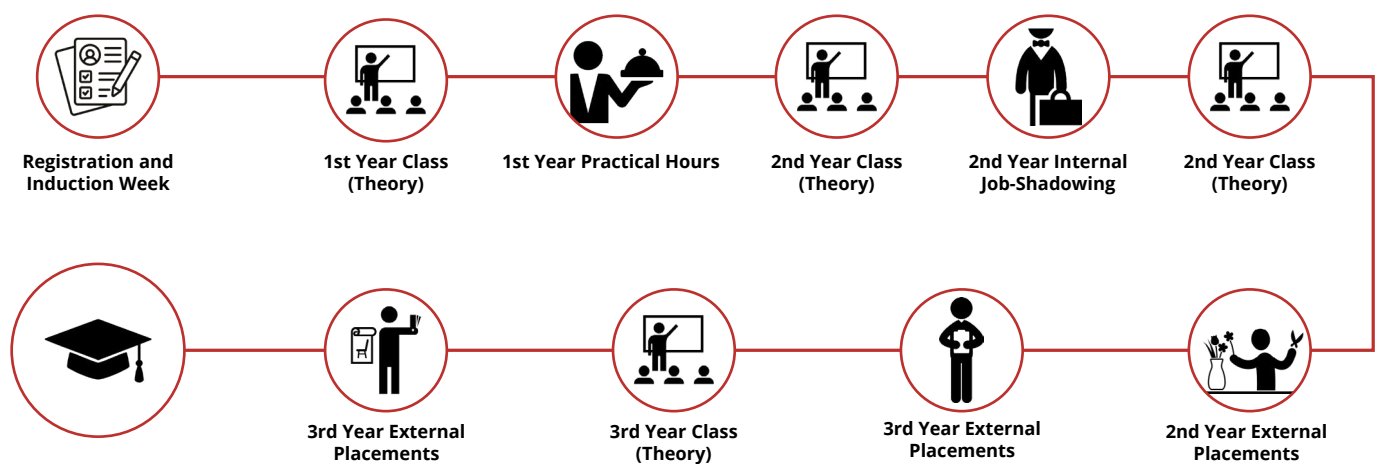 Registration and
Induction Week
1st Year Class
(Theory)
1st Year Practical Hours
2nd Year Class
(Theory)
2nd Year Internal
Job-Shadowing
2nd Year Class
(Theory)
3rd Year External
Placements
3rd Year Class
(Theory)
3rd Year External
Placements
2nd Year External
Placements